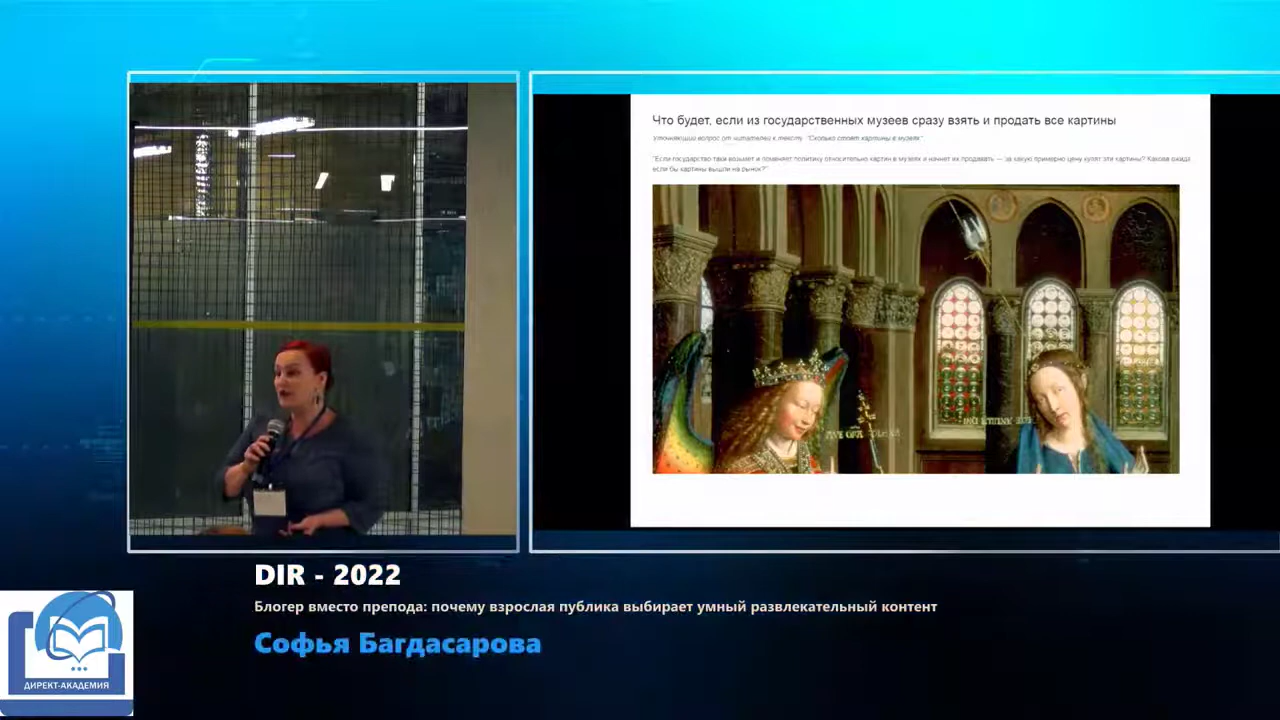 Что будет, если из государственных музеев сразу взять и продать все картины
Уточняющий вопрос от читателей к тексту "Сколько стоят картины в музеях".
"Если государство таки возьмет и поменяет политику относительно картин в музеях и начнет их продавать — за какую примерно цену купят эти картины? Какова ожида
если бы картины вышли на рынок?"
DIR - 2022
Блогер вместо препода: почему взрослая публика выбирает умный развлекательный контент
Софья Багдасарова
ДИРЕКТ-АКАДЕМИЯ